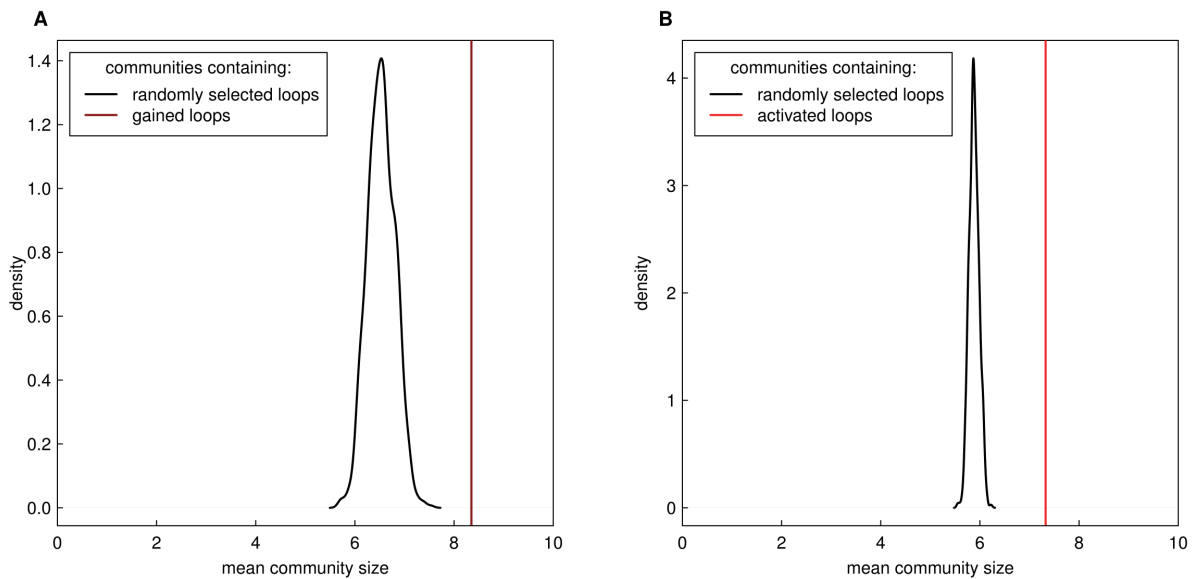 A
communities containing:
randomly selected loops
gained loops
density
1.4
1.2
1.0
0.8
0.6
0.4
0.2
0.0
0 2 4 6 8 10
mean community size
B
communities containing:
randomly selected loops
activated loops
density
4
3
2
1
0
0 2 4 6 8 10
mean community size